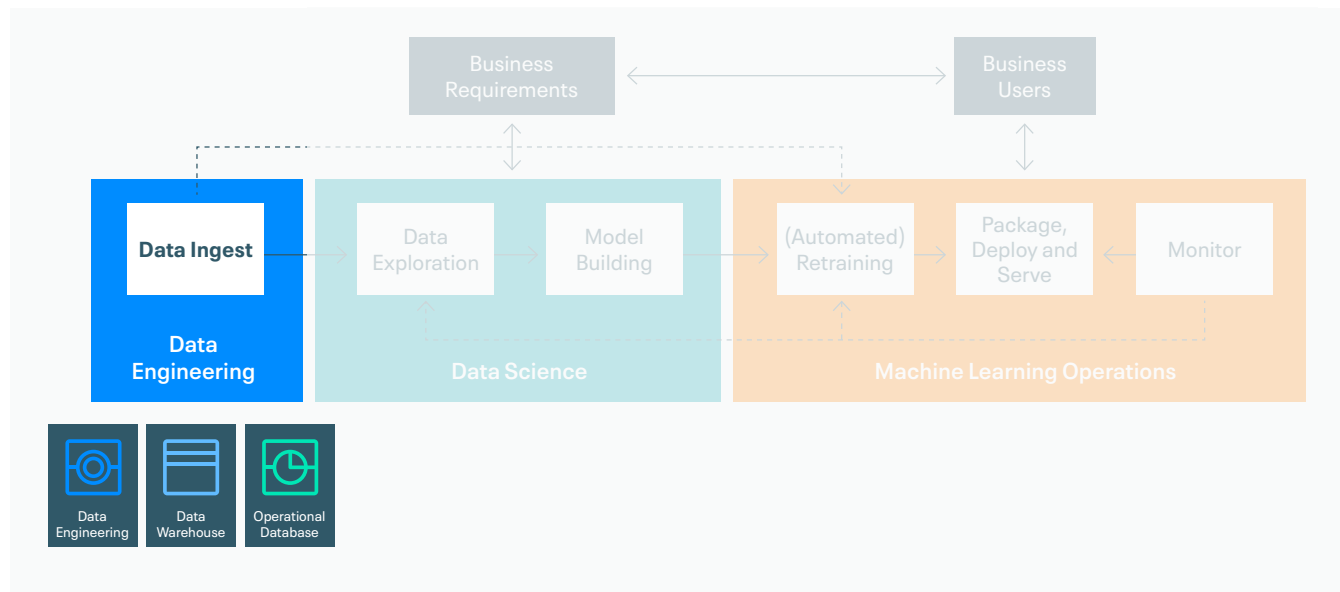 Business
Requirements
Business
Users
Data Ingest
Data
Exploration
Model
Building
(Automated)
Retraining
Package,
Deploy and
Serve
Monitor
Data
Engineering
Data Science
Machine Learning Operations
Data
Engineering
Data
Warehouse
Operational
Database